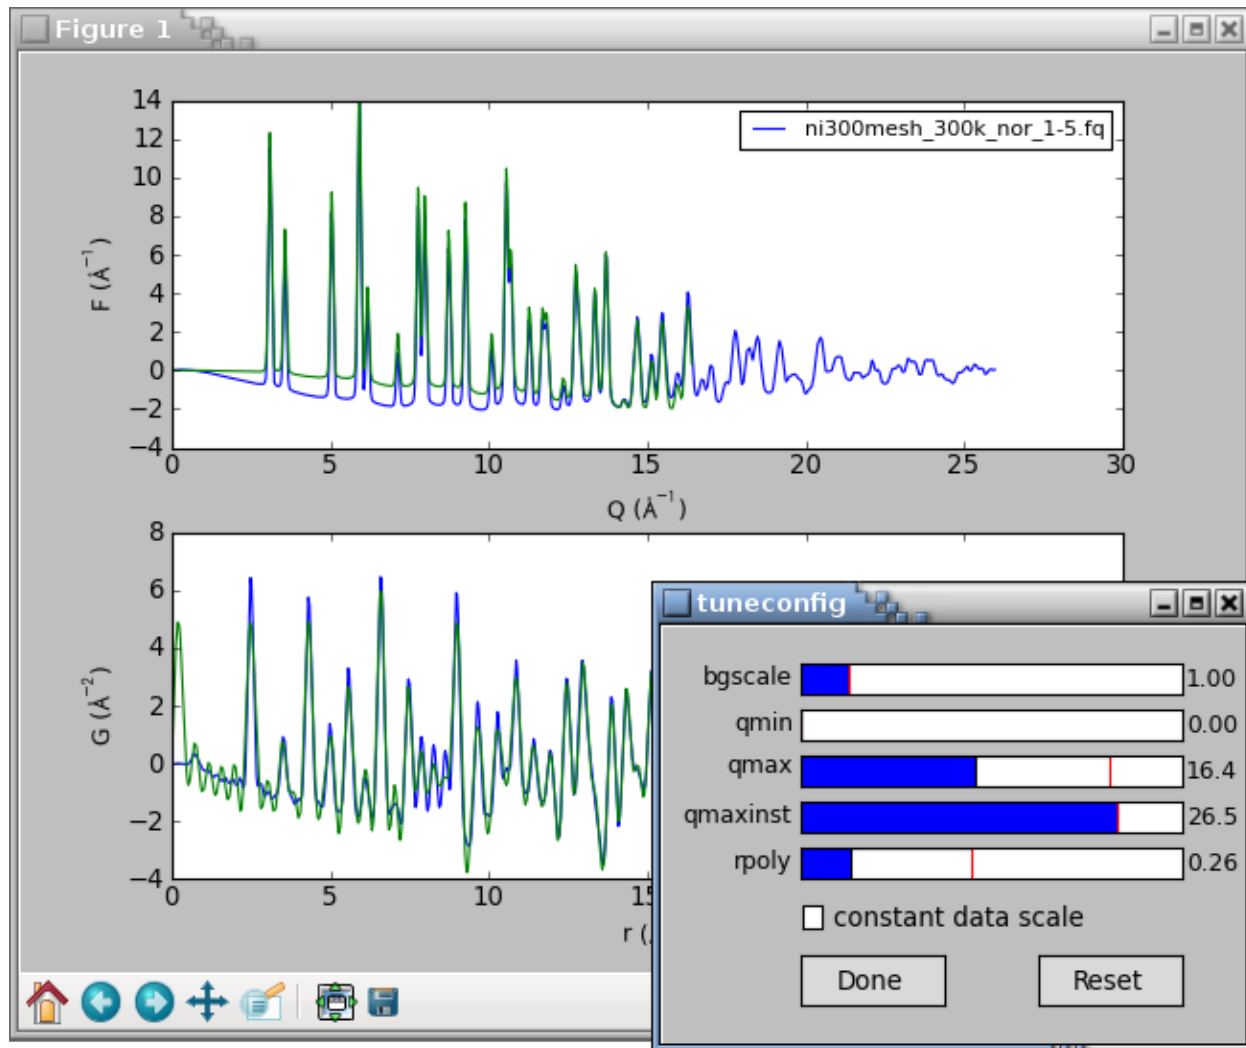 Figure 1
14
12
10
8
6
4
2
0
−2
−4
F (Å⁻¹)
ni300mesh_300k_nor_1-5.fq
0 5 10 15 20 25 30
Q (Å⁻¹)
8
6
4
2
0
−2
−4
G (Å⁻²)
0 5 10
r (
tuneconfig
bgscale 1.00
qmin 0.00
qmax 16.4
qmaxinst 26.5
rpoly 0.26
constant data scale
Done Reset